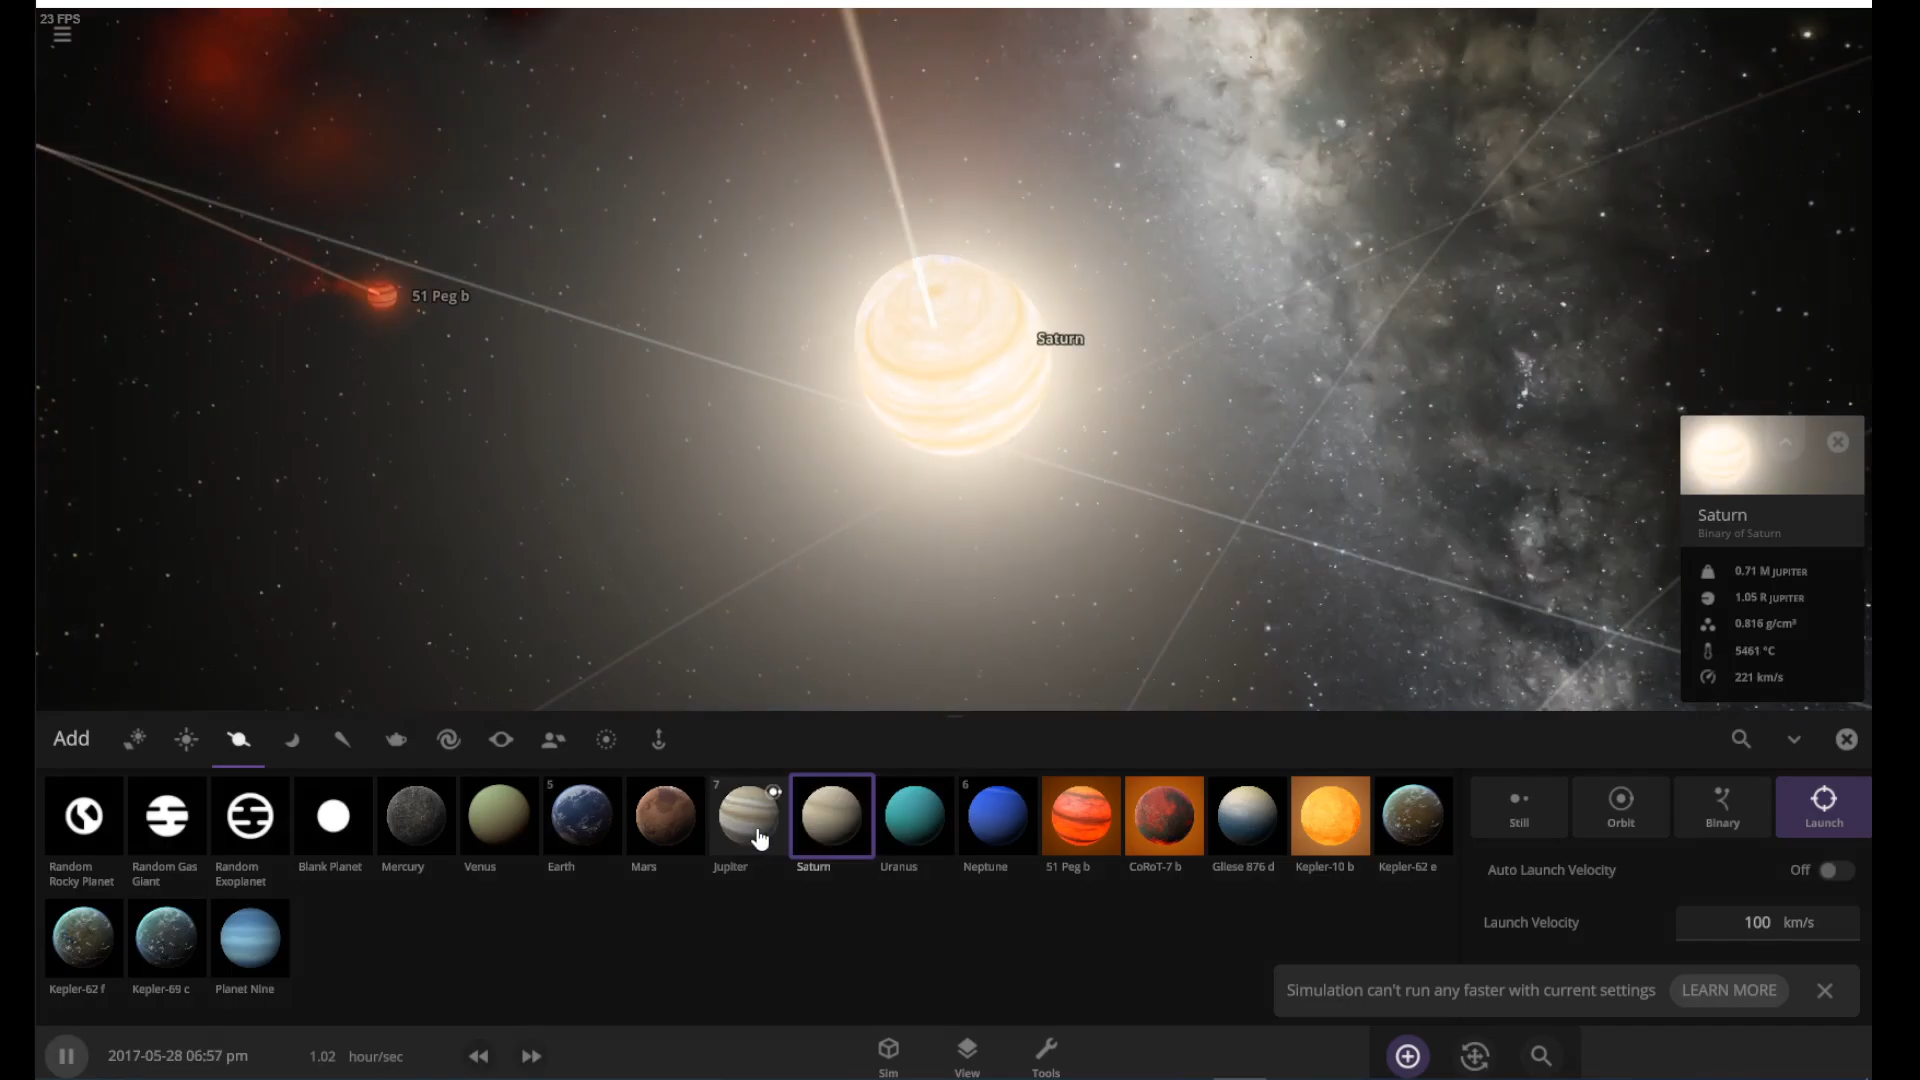 23 FPS
51 Peg b
Saturn
Saturn
Binary of Saturn
0.71 M JUPITER
1.05 R JUPITER
0.816 g/cm³
5461 °C
221 km/s
Add
5
7
6
Random Rocky Planet
Random Gas Giant
Random Exoplanet
Blank Planet
Mercury
Venus
Earth
Mars
Jupiter
Saturn
Uranus
Neptune
51 Peg b
CoRoT-7 b
Gliese 876 d
Kepler-10 b
Kepler-62 e
Kepler-62 f
Kepler-69 c
Planet Nine
Still
Orbit
Binary
Launch
Auto Launch Velocity
Off
Launch Velocity
100 km/s
Simulation can't run any faster with current settings
LEARN MORE
2017-05-28 06:57 pm
1.02 hour/sec
Sim
View
Tools